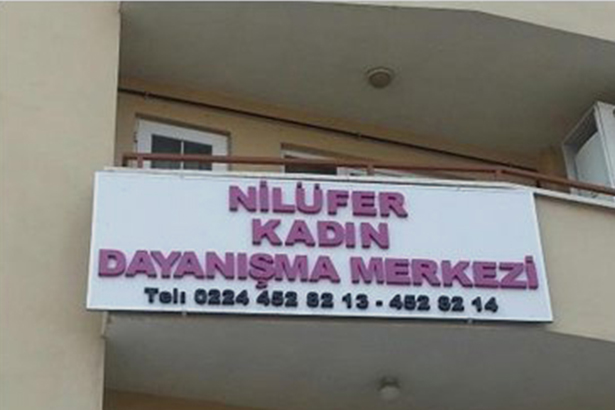 NİLÜFER
KADIN
DAYANIŞMA MERKEZİ
Tel: 0224 452 82 13 - 452 82 14